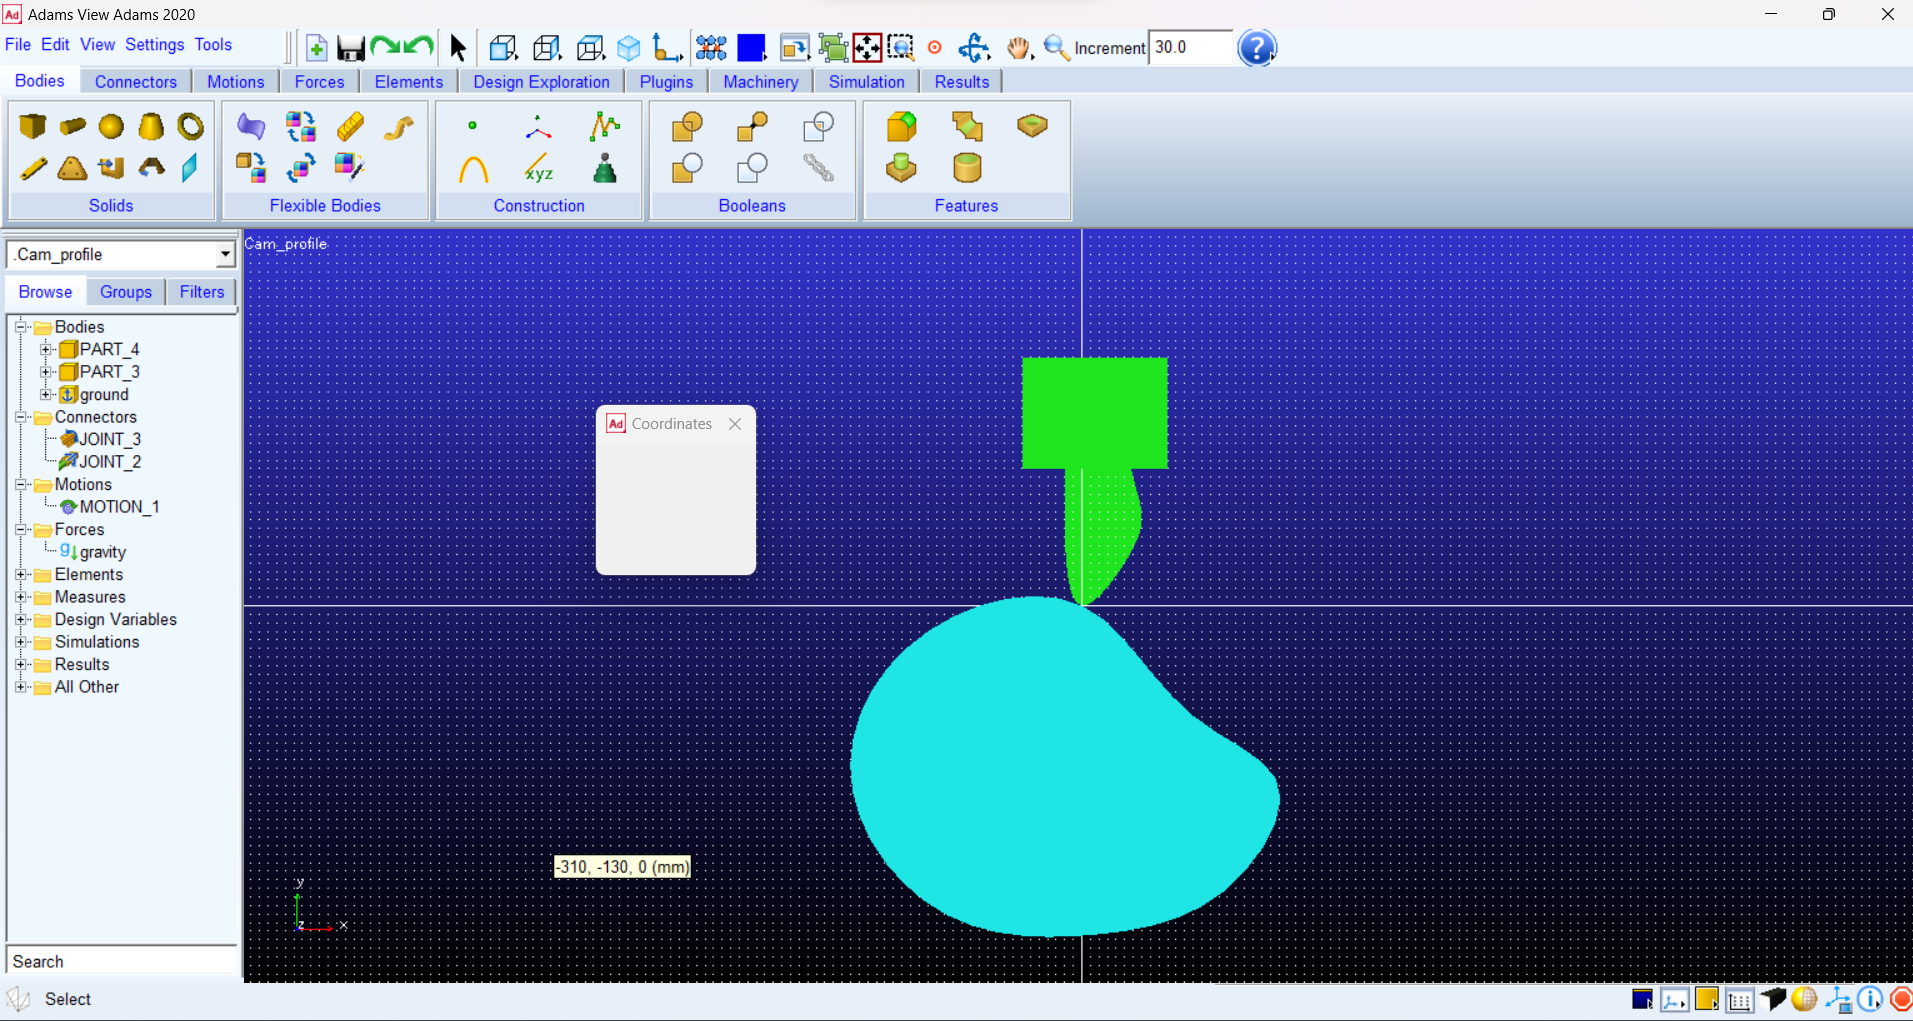 Ad Adams View Adams 2020
File Edit View Settings Tools
Increment 30.0 ?
Bodies Connectors Motions Forces Elements Design Exploration Plugins Machinery Simulation Results
xyz
Solids Flexible Bodies Construction Booleans Features
.Cam_profile
Cam_profile
Browse Groups Filters
Bodies
PART_4
PART_3
ground
Connectors
JOINT_3
JOINT_2
Motions
MOTION_1
Forces
g gravity
Elements
Measures
Design Variables
Simulations
Results
All Other
Ad Coordinates
-310, -130, 0 (mm)
y
z x
Search
Select